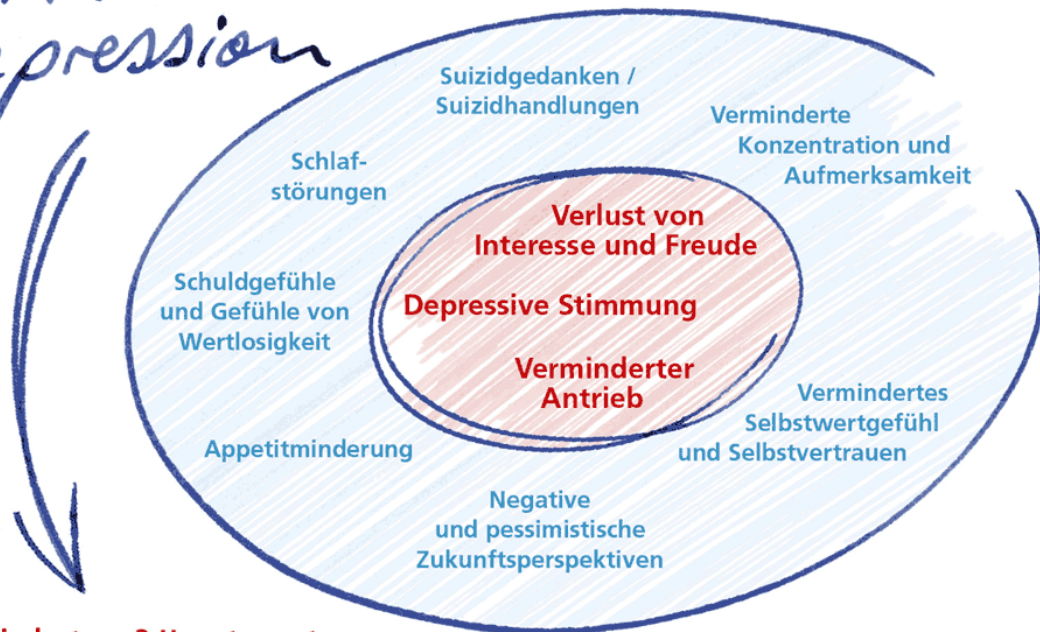 pression
Suizidgedanken /
Suizidhandlungen
Verminderte
Konzentration und
Aufmerksamkeit
Schlaf-
störungen
Verlust von
Interesse und Freude
Schuldgefühle
und Gefühle von
Wertlosigkeit
Depressive Stimmung
Verminderter
Antrieb
Vermindertes
Selbstwertgefühl
und Selbstvertrauen
Appetitminderung
Negative
und pessimistische
Zukunftsperspektiven